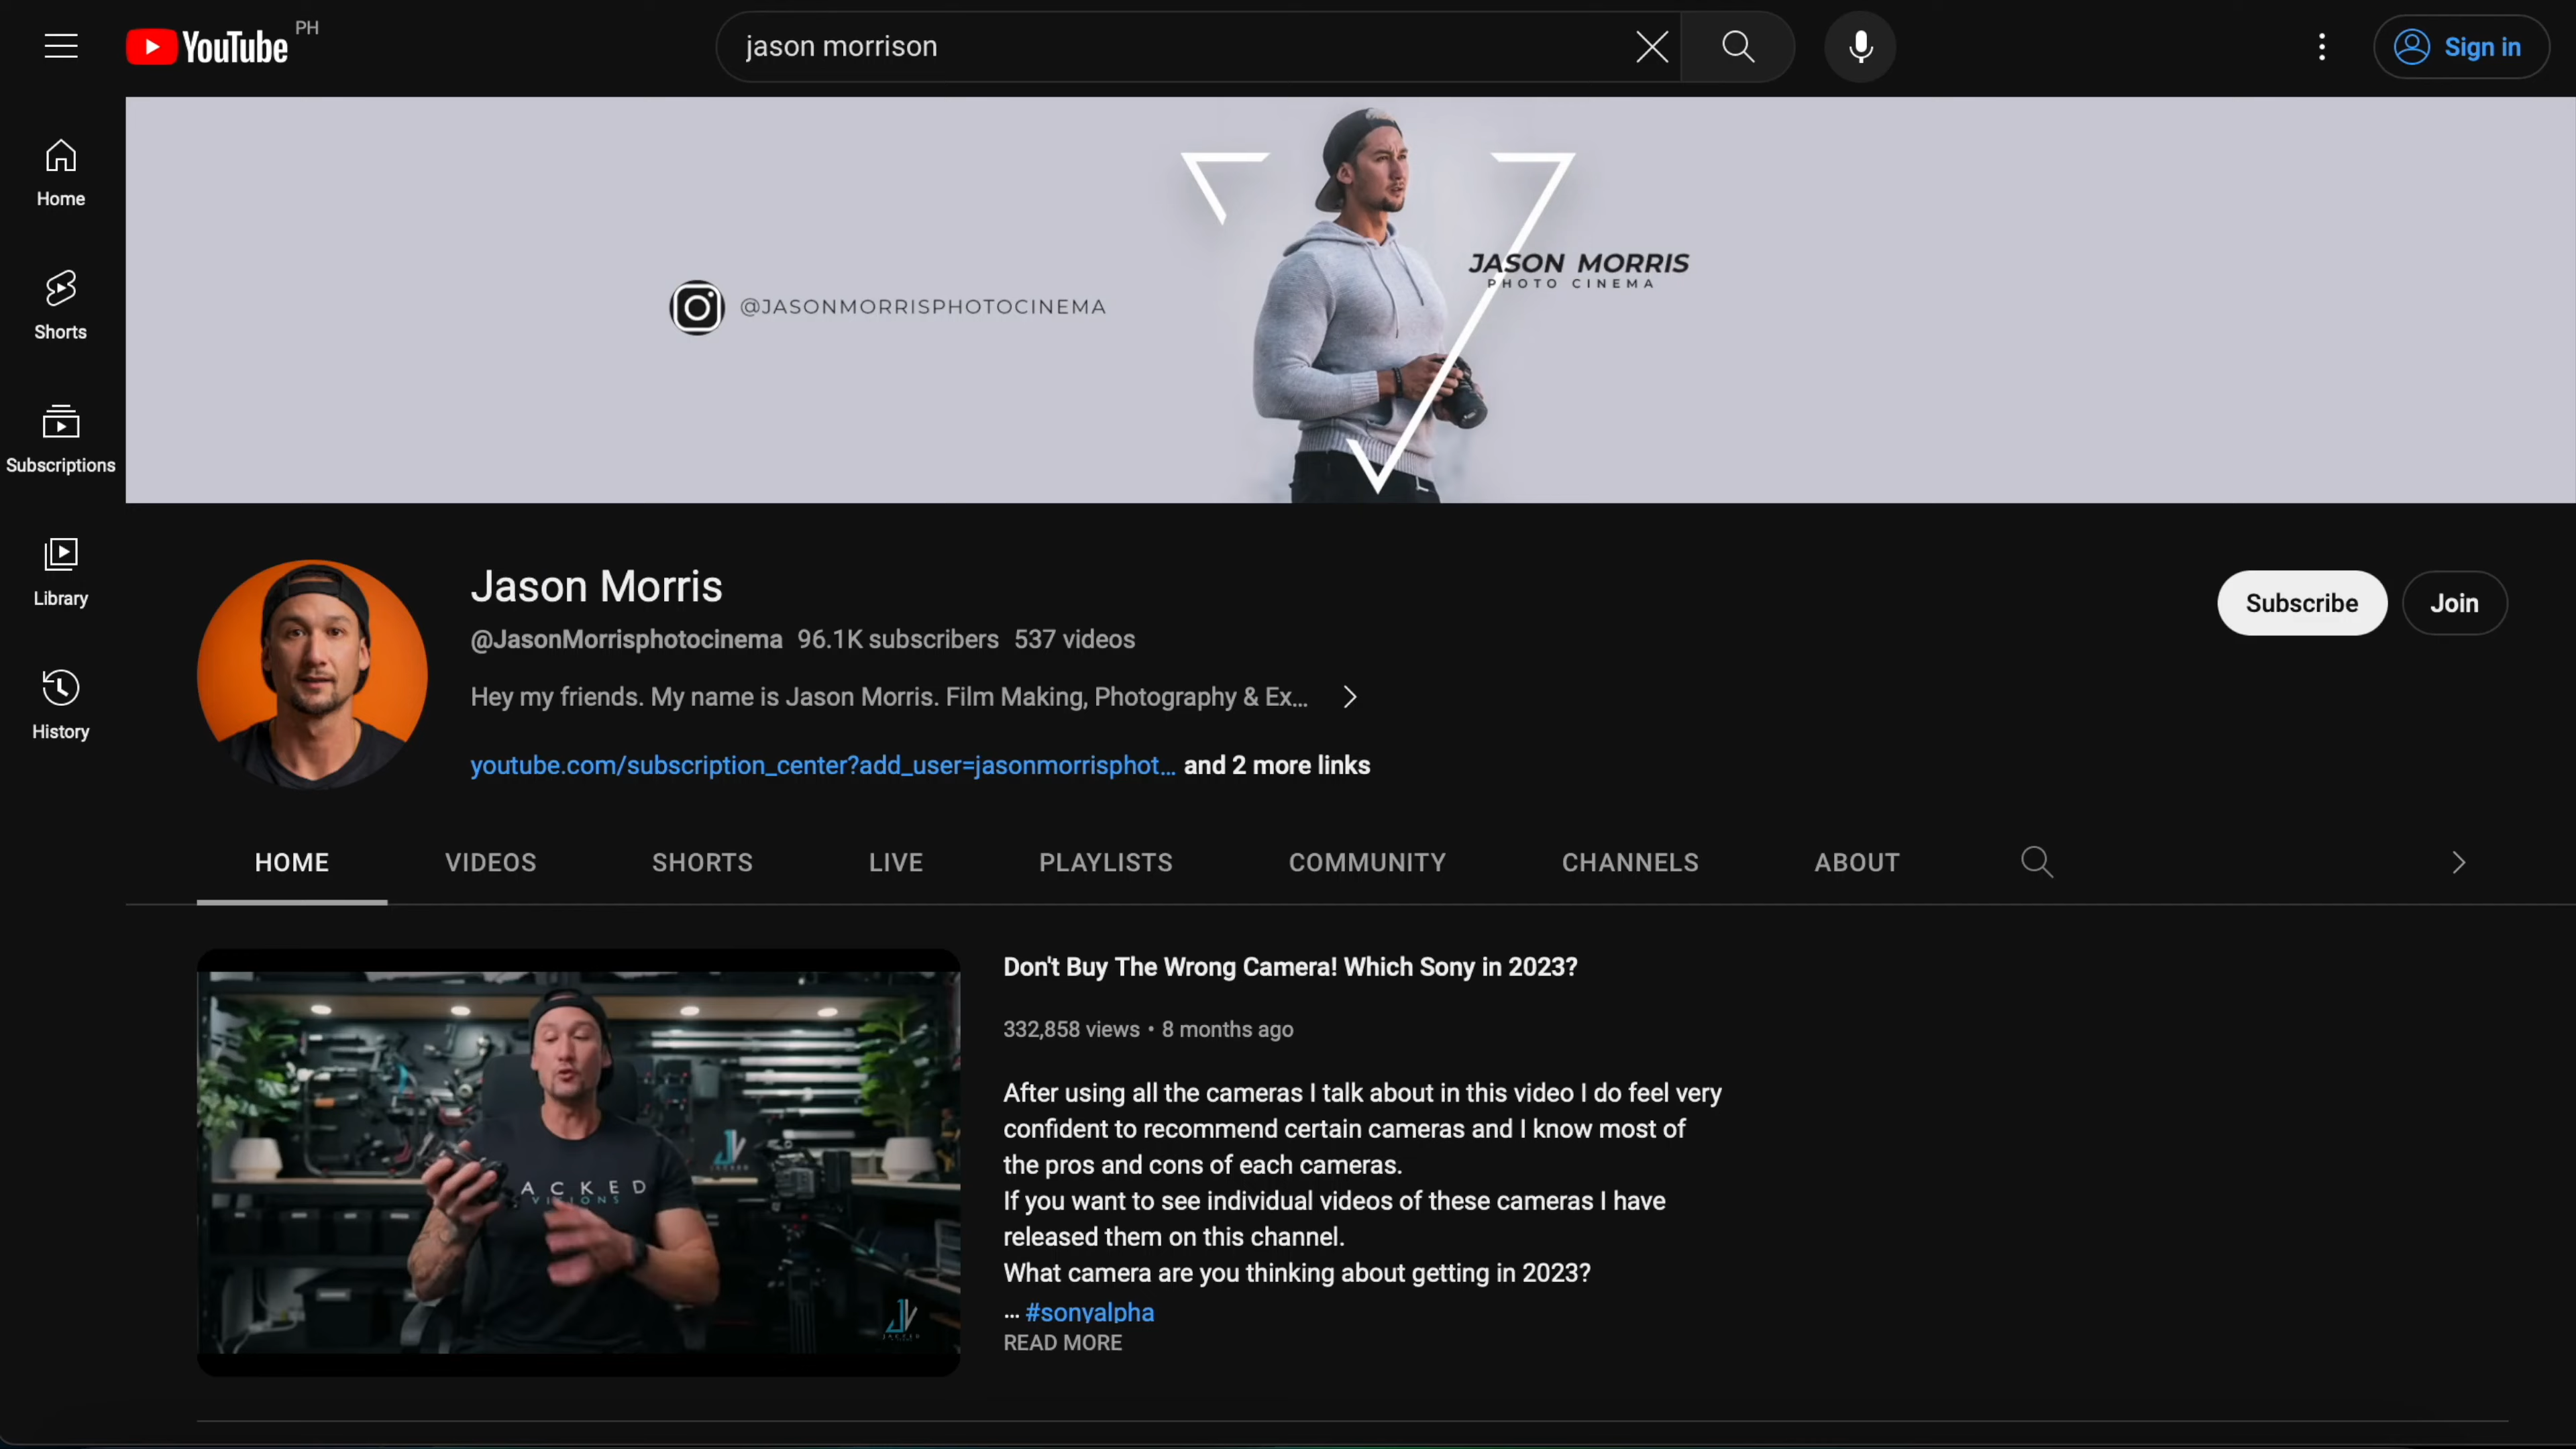 YouTube PH
jason morrison
Sign in
Home
Shorts
Subscriptions
Library
History
@JASONMORRISPHOTOCINEMA
JASON MORRIS
PHOTO CINEMA
Jason Morris
@JasonMorrisphotocinema 96.1K subscribers 537 videos
Hey my friends. My name is Jason Morris. Film Making, Photography & Ex...
youtube.com/subscription_center?add_user=jasonmorrisphot... and 2 more links
Subscribe
Join
HOME VIDEOS SHORTS LIVE PLAYLISTS COMMUNITY CHANNELS ABOUT
ACKED
VISIONS
Don't Buy The Wrong Camera! Which Sony in 2023?
332,858 views • 8 months ago
After using all the cameras I talk about in this video I do feel very
confident to recommend certain cameras and I know most of
the pros and cons of each cameras.
If you want to see individual videos of these cameras I have
released them on this channel.
What camera are you thinking about getting in 2023?
... #sonyalpha
READ MORE